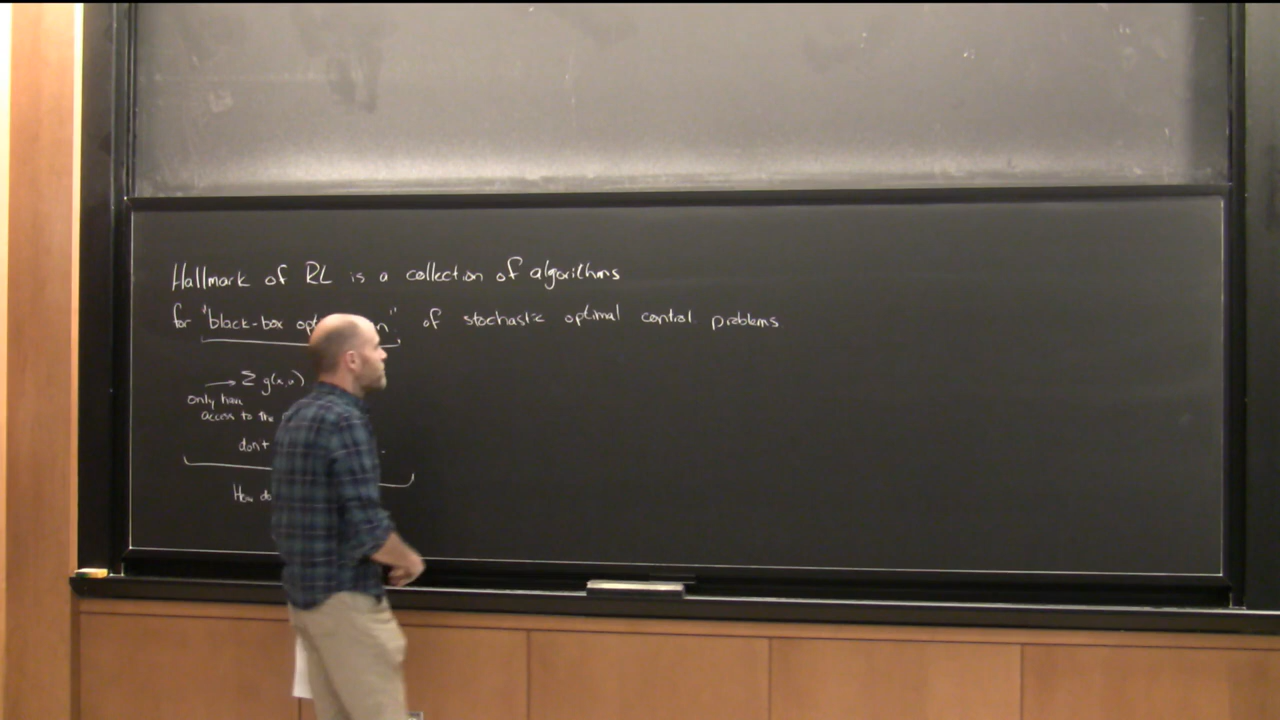 Hallmark of RL is a collection of algorithms
for "black-box of stochastic optimal control problems
→ Σ g(x,u)
only have
access to the
don't
How do